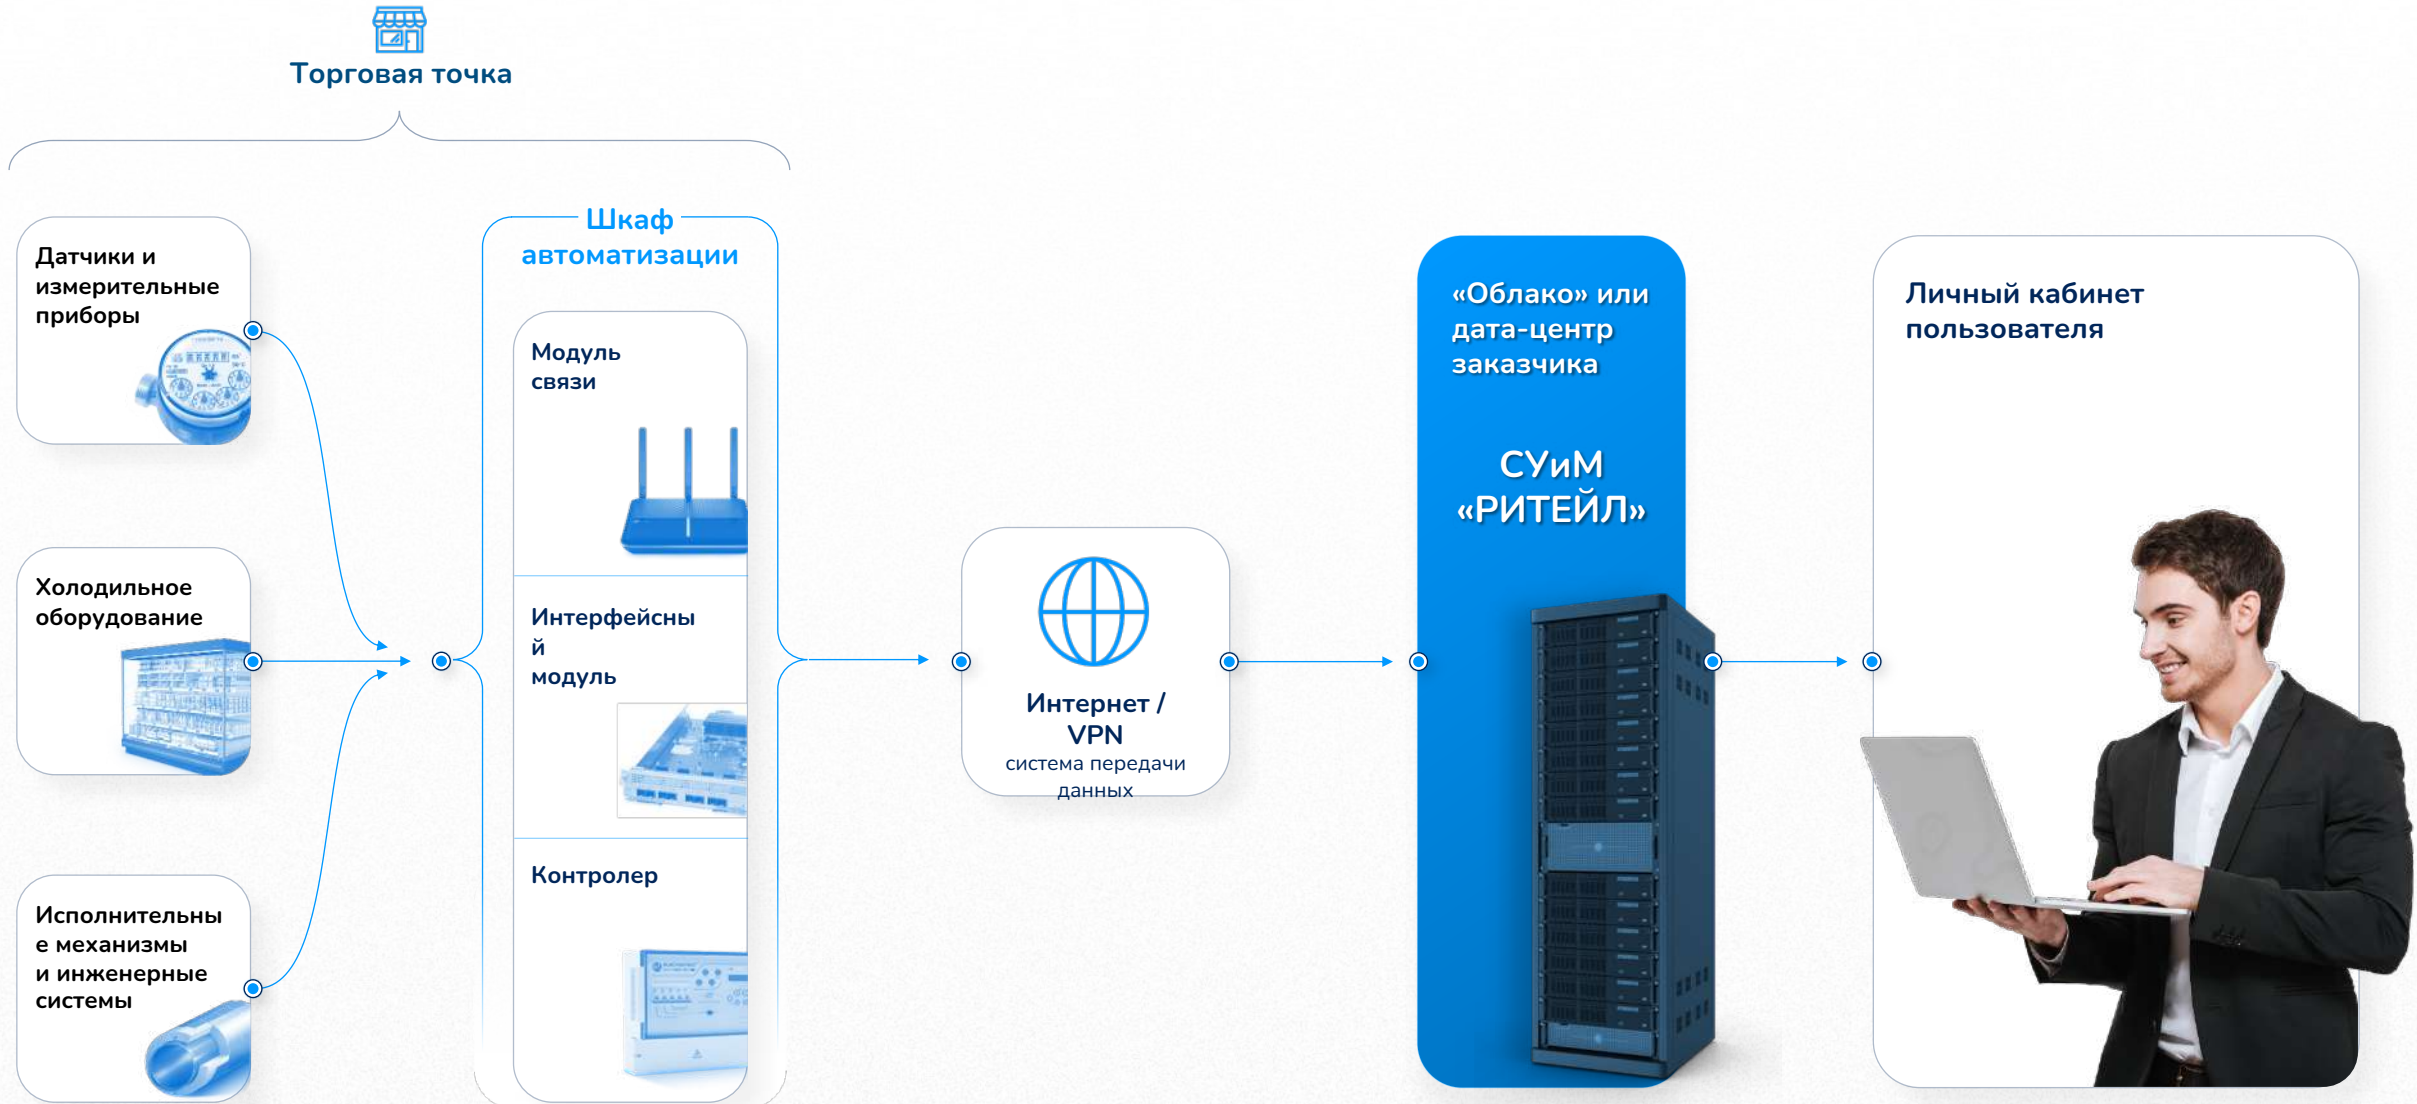 Торговая точка
Датчики и
измерительные
приборы
Холодильное
оборудование
Исполнительны
е механизмы
и инженерные
системы
Шкаф
автоматизации
Модуль
связи
Интерфейсны
й
модуль
Контролер
Интернет /
VPN
система передачи
данных
«Облако» или
дата-центр
заказчика
СУиМ
«РИТЕЙЛ»
Личный кабинет
пользователя